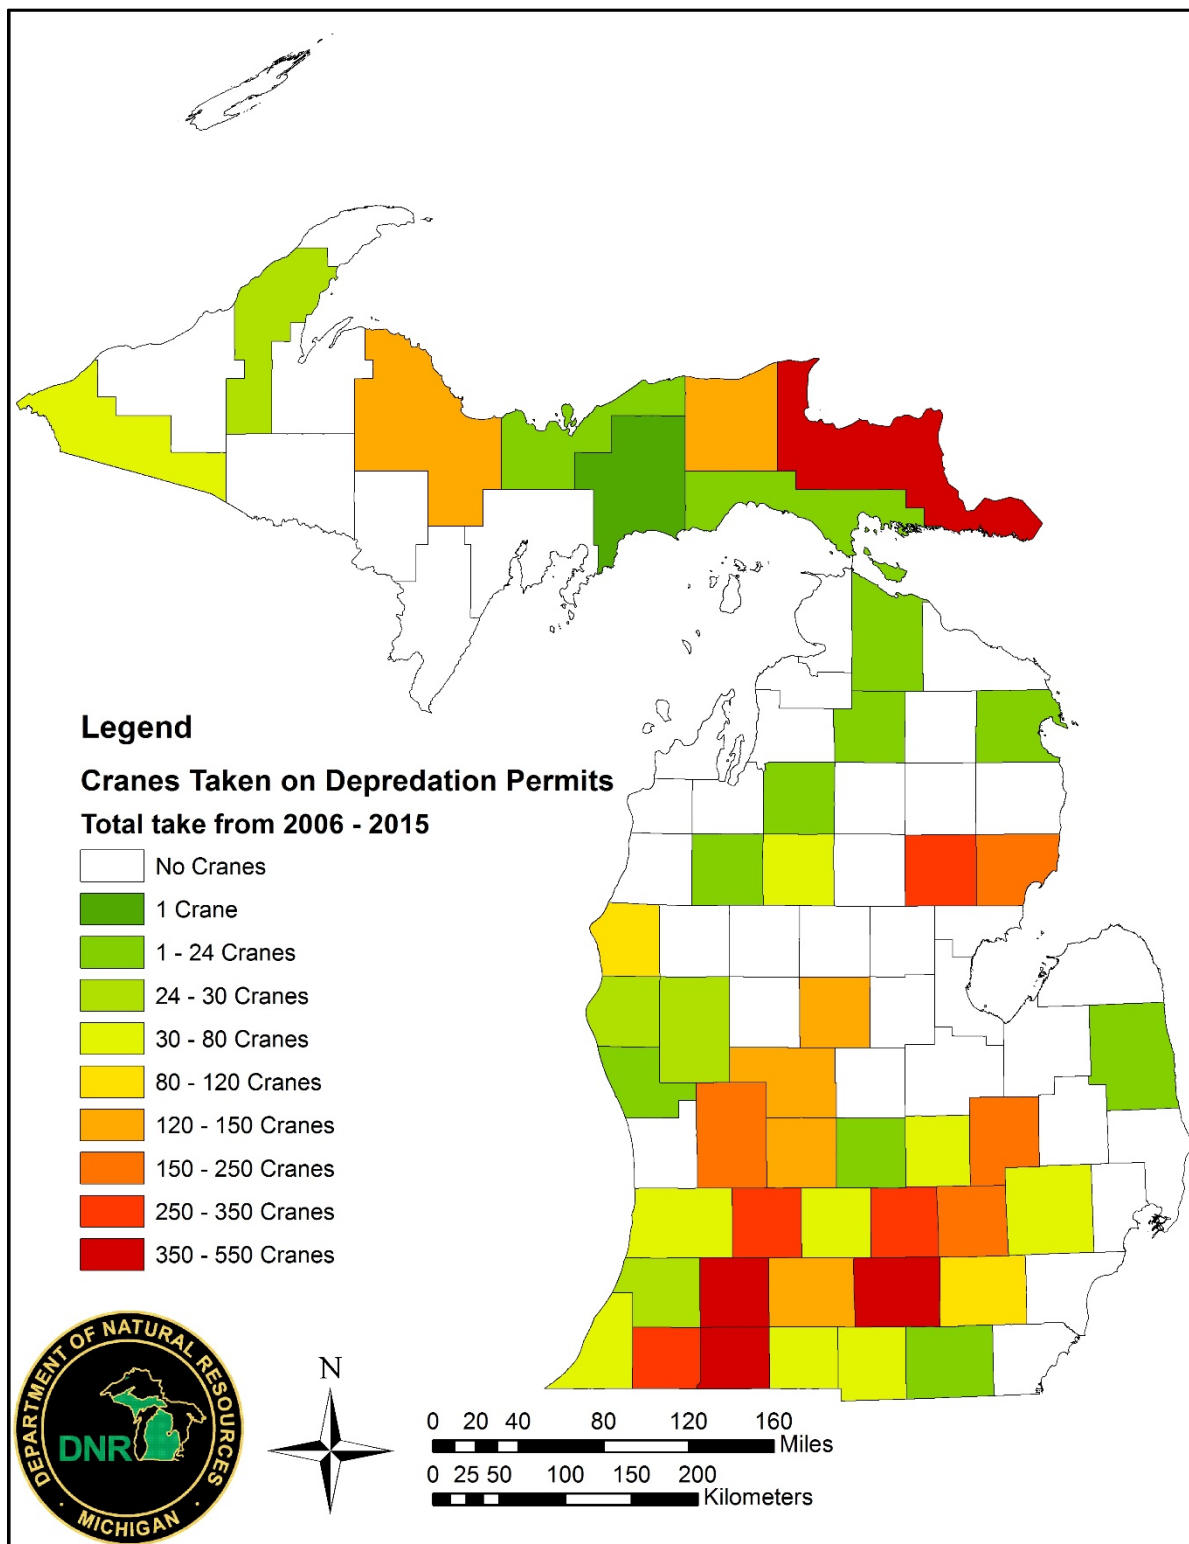 Legend
Cranes Taken on Depredation Permits
Total take from 2006 - 2015
No Cranes
1 Crane
1 - 24 Cranes
24 - 30 Cranes
30 - 80 Cranes
80 - 120 Cranes
120 - 150 Cranes
150 - 250 Cranes
250 - 350 Cranes
350 - 550 Cranes
DEPARTMENT OF NATURAL RESOURCES
DNR
· MICHIGAN ·
N
0 20 40 80 120 160
Miles
0 25 50 100 150 200
Kilometers